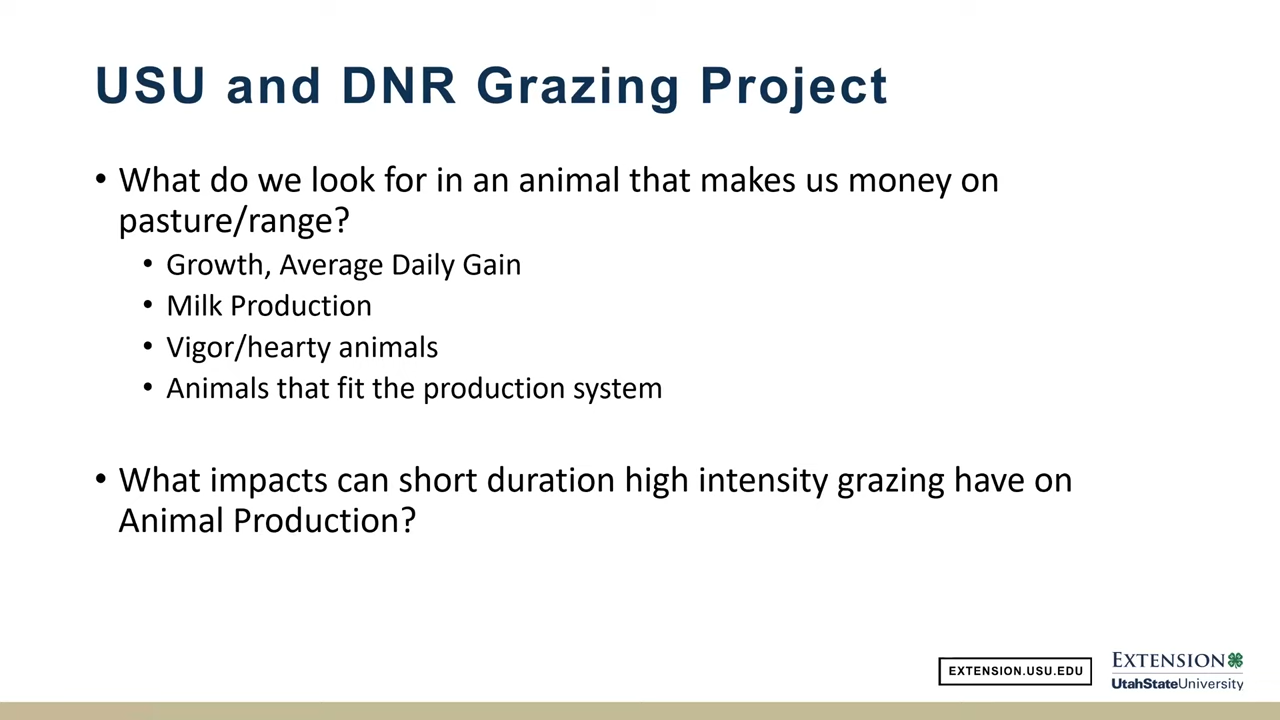 USU and DNR Grazing Project
• What do we look for in an animal that makes us money on
pasture/range?
• Growth, Average Daily Gain
• Milk Production
• Vigor/hearty animals
• Animals that fit the production system
• What impacts can short duration high intensity grazing have on
Animal Production?
EXTENSION.USU.EDU
EXTENSION
UtahStateUniversity